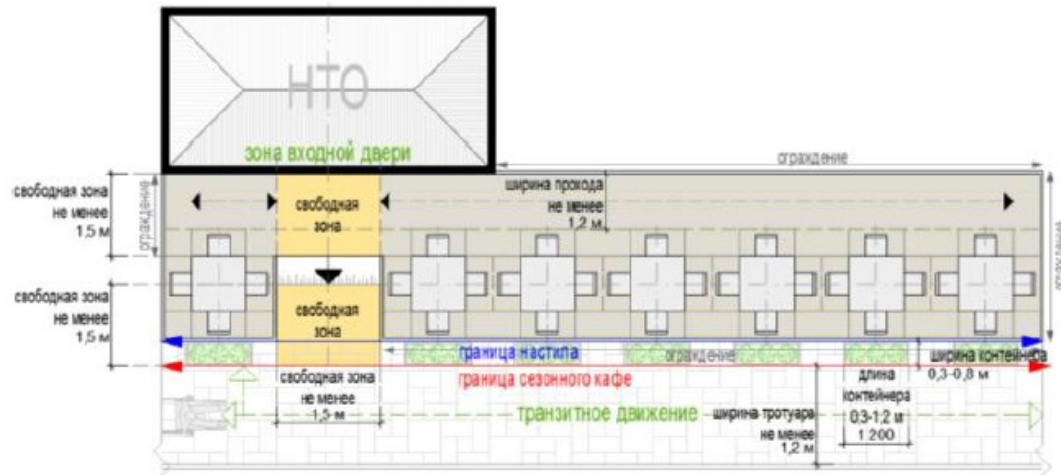 НТО
зона входной двери
ограждение
свободная зона
не менее
1,5 м
ограждение
свободная
зона
ширина прохода
не менее
1,2 м
ограждение
свободная зона
не менее
1,5 м
свободная
зона
граница настила
ограждение
ширина контейнера
0,3-0,8 м
свободная зона
не менее
1,5 м
граница сезонного кафе
длина
контейнера
0,3-1,2 м
1 200
транзитное движение
ширина тротуара
не менее
1,2 м